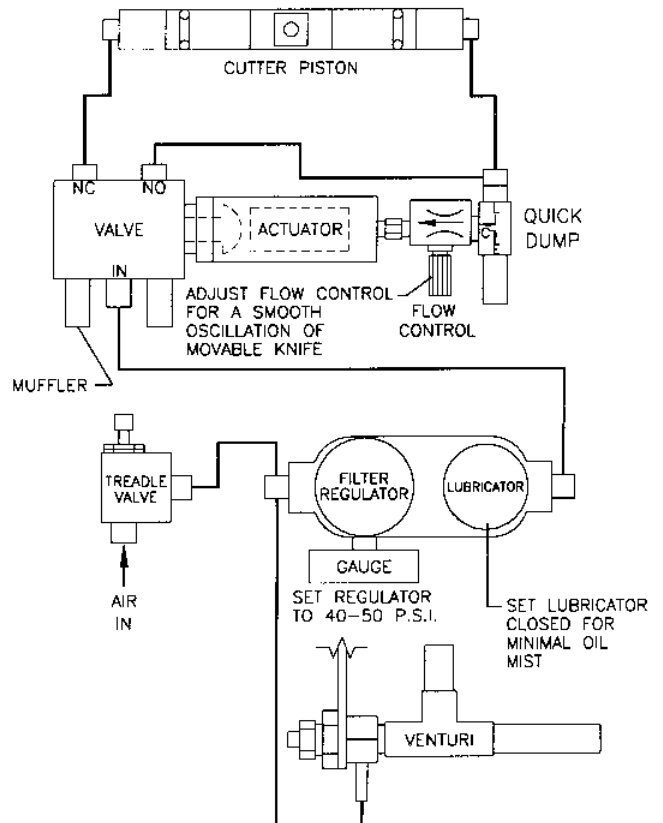 CUTTER PISTON
NC
NO
VALVE
ACTUATOR
QUICK
DUMP
IN
ADJUST FLOW CONTROL
FOR A SMOOTH
OSCILLATION OF
MOVABLE KNIFE
FLOW
CONTROL
MUFFLER
TREADLE
VALVE
FILTER
REGULATOR
LUBRICATOR
GAUGE
AIR
IN
SET REGULATOR
TO 40-50 P.S.I.
SET LUBRICATOR
CLOSED FOR
MINIMAL OIL
MIST
VENTURI